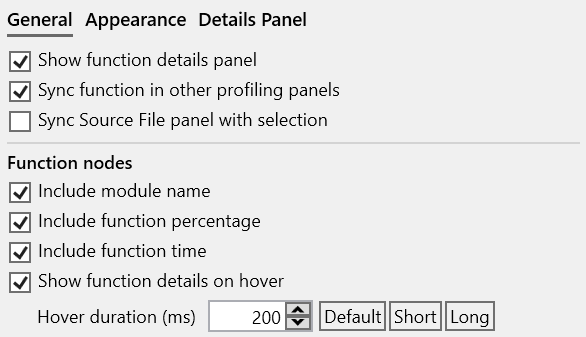 General Appearance Details Panel
Show function details panel
Sync function in other profiling panels
Sync Source File panel with selection
Function nodes
Include module name
Include function percentage
Include function time
Show function details on hover
Hover duration (ms) 200 Default Short Long